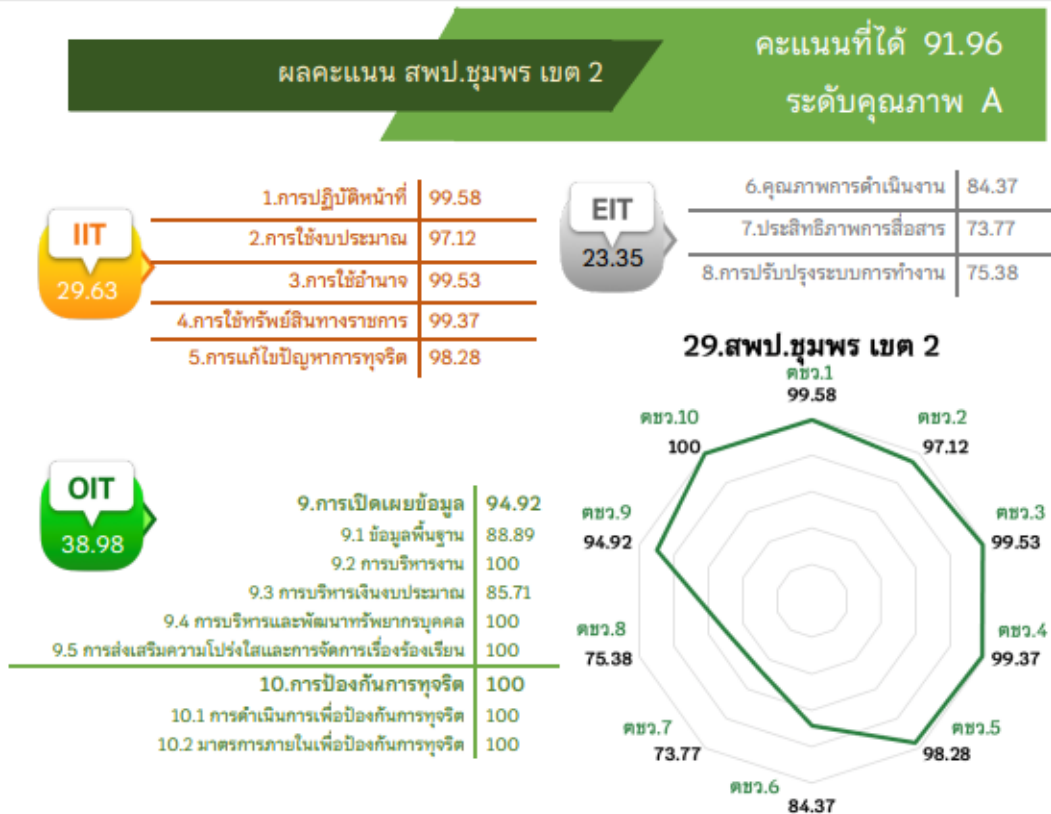 ผลคะแนน สพป.ชุมพร เขต 2
คะแนนที่ได้ 91.96
ระดับคุณภาพ A
IIT
29.63
1.การปฏิบัติหน้าที่ 99.58
2.การใช้งบประมาณ 97.12
3.การใช้อำนาจ 99.53
4.การใช้ทรัพย์สินทางราชการ 99.37
5.การแก้ไขปัญหาการทุจริต 98.28
EIT
23.35
6.คุณภาพการดำเนินงาน 84.37
7.ประสิทธิภาพการสื่อสาร 73.77
8.การปรับปรุงระบบการทำงาน 75.38
OIT
38.98
9.การเปิดเผยข้อมูล 94.92
9.1 ข้อมูลพื้นฐาน 88.89
9.2 การบริหารงาน 100
9.3 การบริหารเงินงบประมาณ 85.71
9.4 การบริหารและพัฒนาทรัพยากรบุคคล 100
9.5 การส่งเสริมความโปร่งใสและการจัดการเรื่องร้องเรียน 100
10.การป้องกันการทุจริต 100
10.1 การดำเนินการเพื่อป้องกันการทุจริต 100
10.2 มาตรการภายในเพื่อป้องกันการทุจริต 100
29.สพป.ชุมพร เขต 2
ตชว.1
99.58
ตชว.2
97.12
ตชว.3
99.53
ตชว.4
99.37
ตชว.5
98.28
ตชว.6
84.37
ตชว.7
73.77
ตชว.8
75.38
ตชว.9
94.92
ตชว.10
100